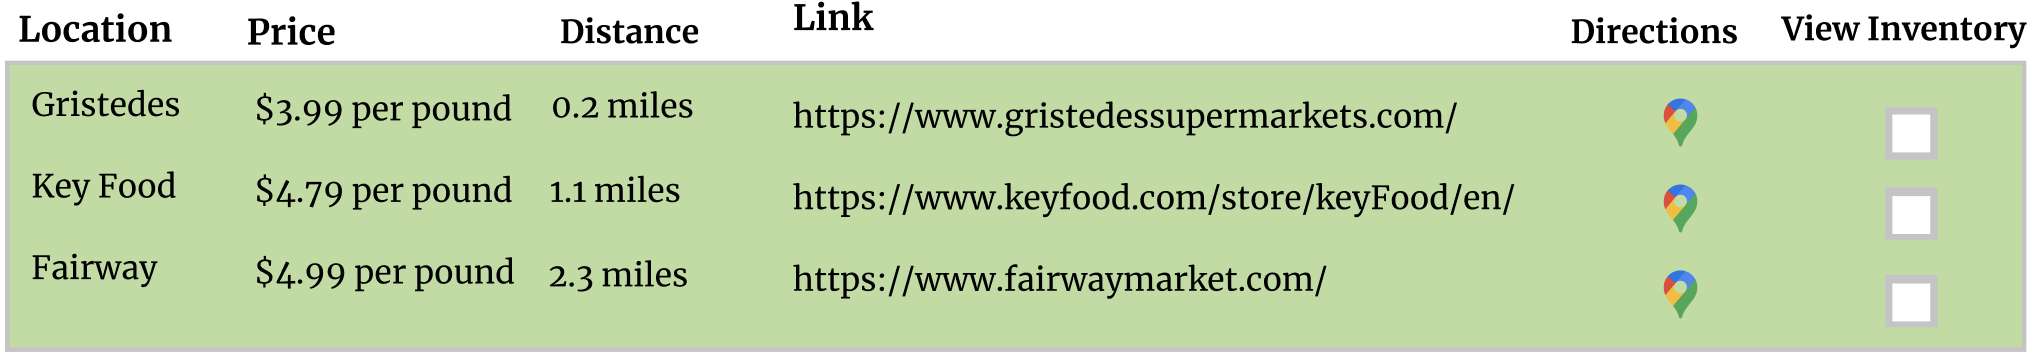 Location Price Distance Link Directions View Inventory
Gristedes $3.99 per pound 0.2 miles https://www.gristedessupermarkets.com/
Key Food $4.79 per pound 1.1 miles https://www.keyfood.com/store/keyFood/en/
Fairway $4.99 per pound 2.3 miles https://www.fairwaymarket.com/